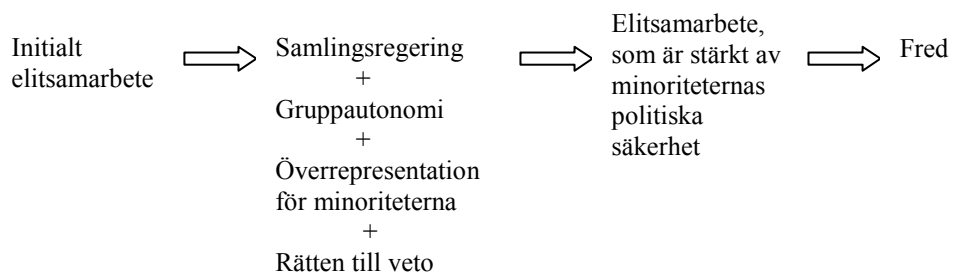 Initialt
elitsamarbete
Samlingsregering
+
Gruppautonomi
+
Överrepresentation
för minoriteterna
+
Rätten till veto
Elitsamarbete,
som är stärkt av
minoriteternas
politiska
säkerhet
Fred